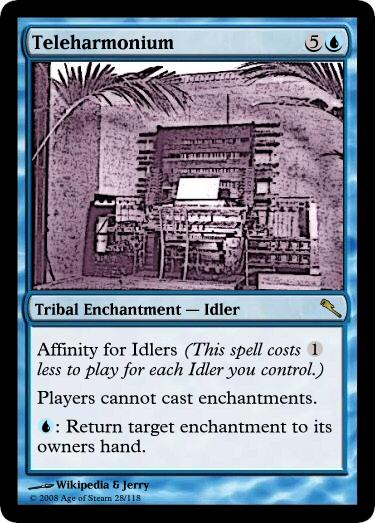 Teleharmonium 5
Tribal Enchantment — Idler
Affinity for Idlers (This spell costs 1
less to play for each Idler you control.)
Players cannot cast enchantments.
: Return target enchantment to its
owners hand.
Wikipedia & Jerry
© 2008 Age of Steam 28/118